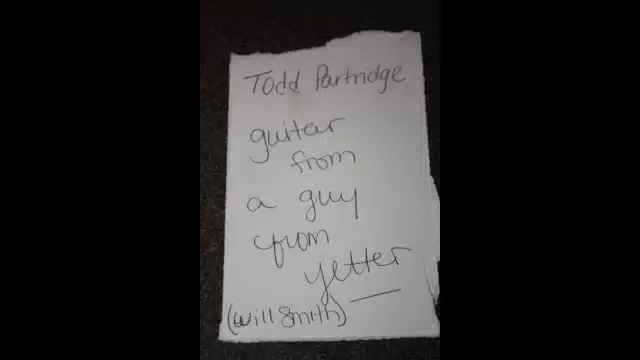 Todd Partridge
guitar
from
a guy
from
Yetter
(Will Smith)